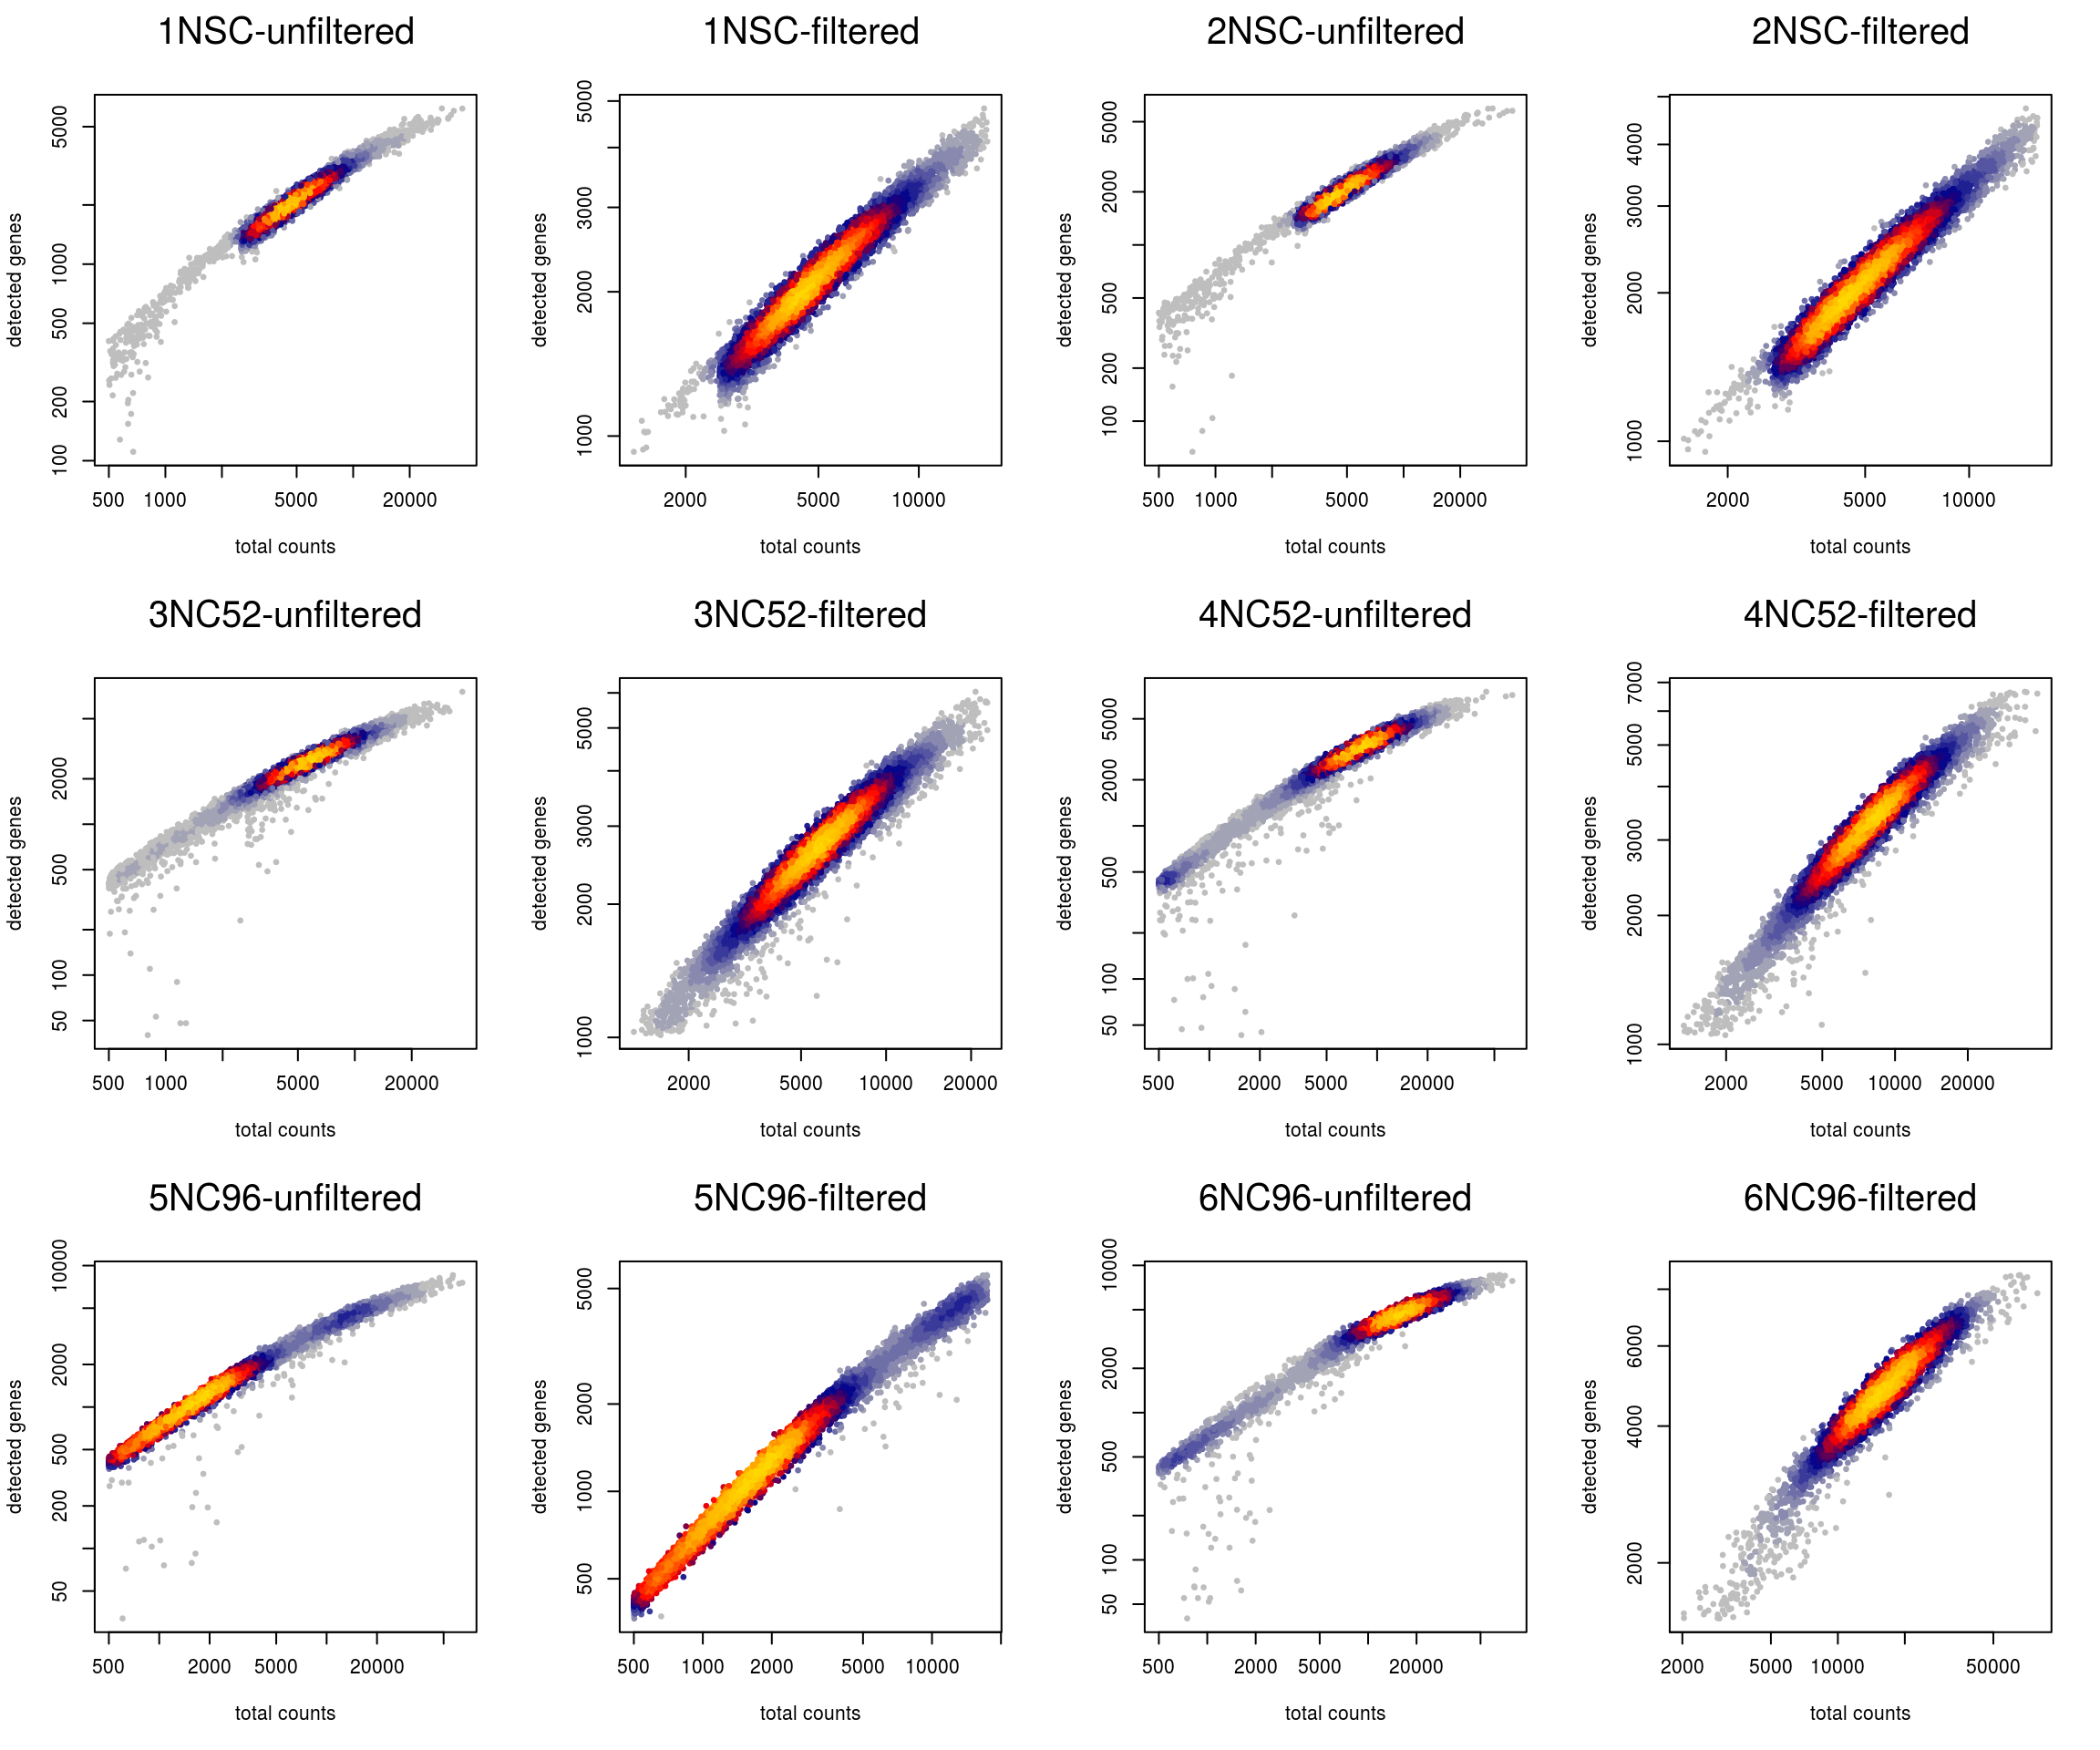 1NSC-unfiltered
detected genes
5000
1000
500
200
100
500 1000 5000 20000
total counts
1NSC-filtered
detected genes
5000
3000
2000
1000
2000 5000 10000
total counts
2NSC-unfiltered
detected genes
5000
2000
500
200
100
500 1000 5000 20000
total counts
2NSC-filtered
detected genes
4000
3000
2000
1000
2000 5000 10000
total counts
3NC52-unfiltered
detected genes
2000
500
100
50
500 1000 5000 20000
total counts
3NC52-filtered
detected genes
5000
3000
2000
1000
2000 5000 10000 20000
total counts
4NC52-unfiltered
detected genes
5000
2000
500
100
50
500 2000 5000 20000
total counts
4NC52-filtered
detected genes
7000
5000
3000
2000
1000
2000 5000 10000 20000
total counts
5NC96-unfiltered
detected genes
10000
2000
500
200
50
500 2000 5000 20000
total counts
5NC96-filtered
detected genes
5000
2000
1000
500
500 1000 2000 5000 10000
total counts
6NC96-unfiltered
detected genes
10000
2000
500
100
50
500 2000 5000 20000
total counts
6NC96-filtered
detected genes
6000
4000
2000
2000 5000 10000 50000
total counts